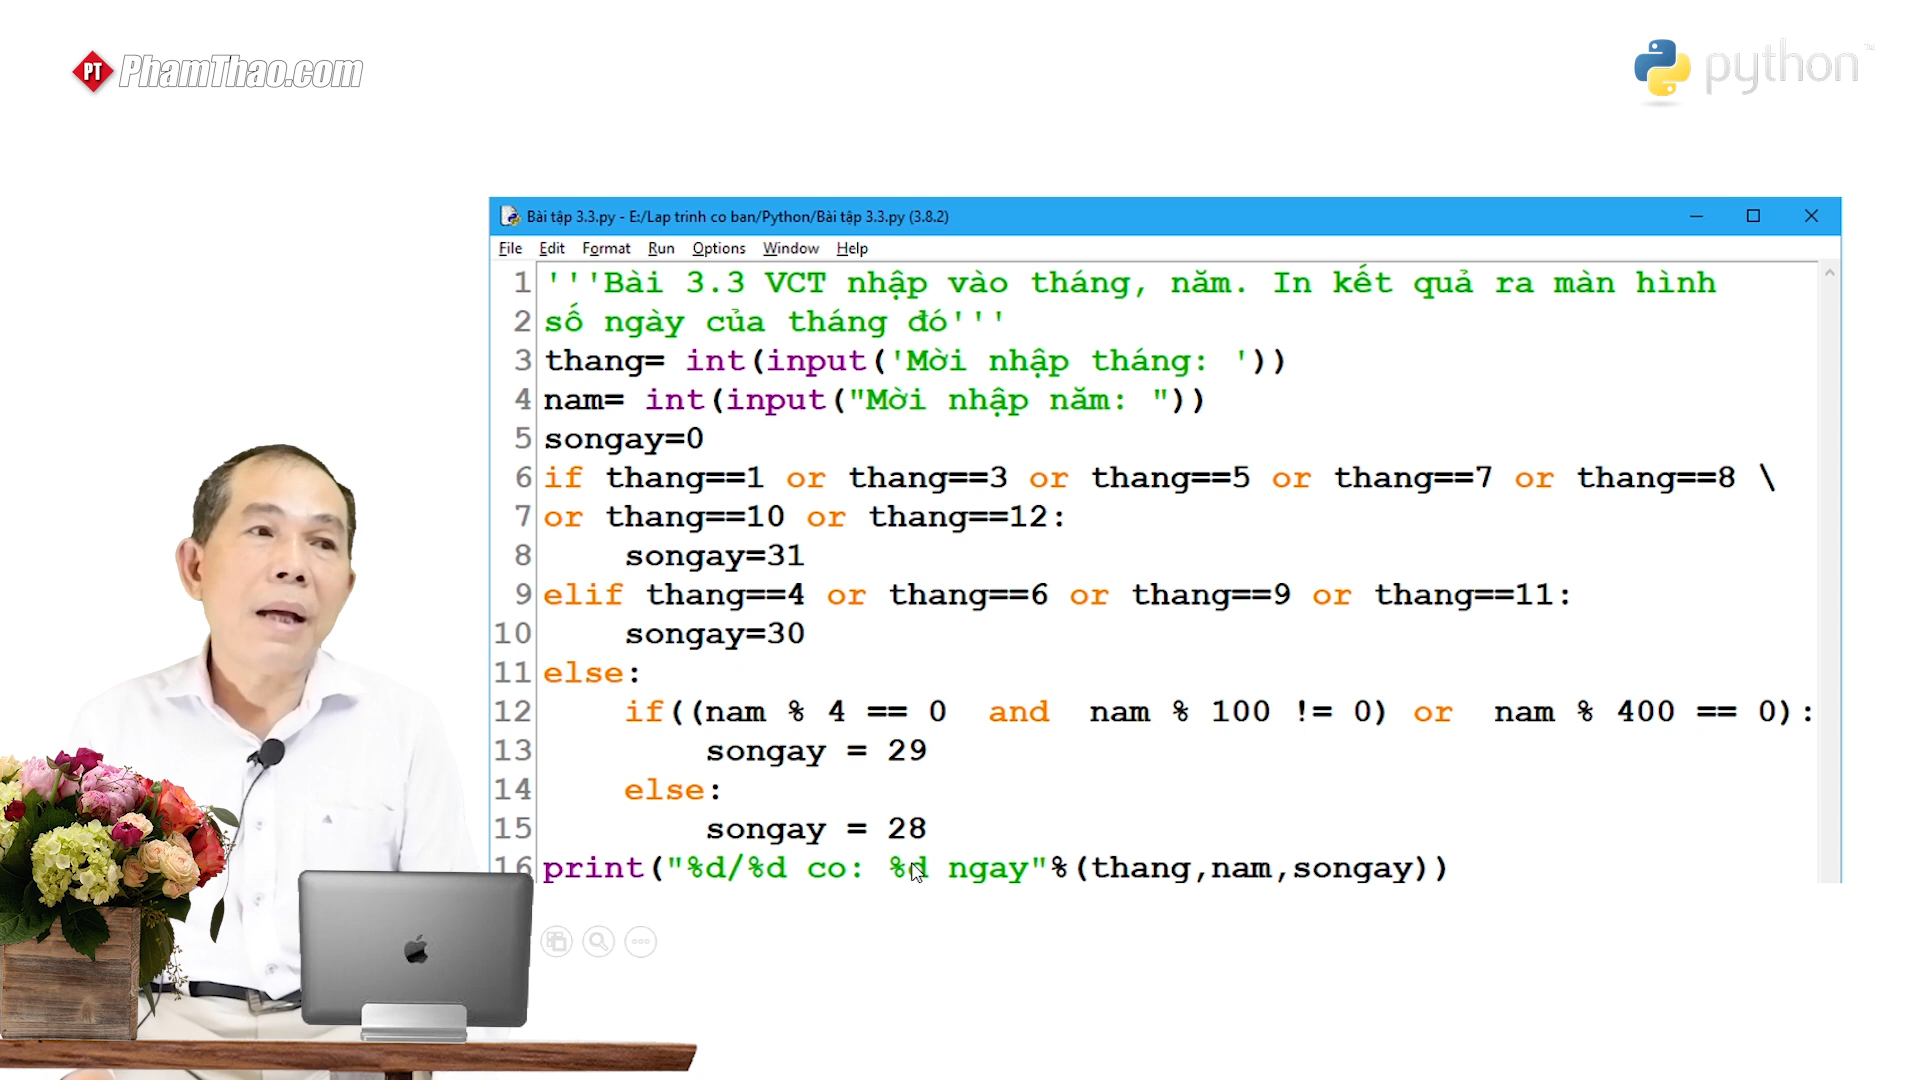 PT PhamThao.com
python™
Bài tập 3.3.py - E:/Lap trinh co ban/Python/Bài tập 3.3.py (3.8.2)
File Edit Format Run Options Window Help
1 '''Bài 3.3 VCT nhập vào tháng, năm. In kết quả ra màn hình
2 số ngày của tháng đó'''
3 thang= int(input('Mời nhập tháng: '))
4 nam= int(input("Mời nhập năm: "))
5 songay=0
6 if thang==1 or thang==3 or thang==5 or thang==7 or thang==8 \
7 or thang==10 or thang==12:
8     songay=31
9 elif thang==4 or thang==6 or thang==9 or thang==11:
10     songay=30
11 else:
12     if((nam % 4 == 0  and  nam % 100 != 0) or  nam % 400 == 0):
13         songay = 29
14     else:
15         songay = 28
16 print("%d/%d co: %d ngay"%(thang,nam,songay))